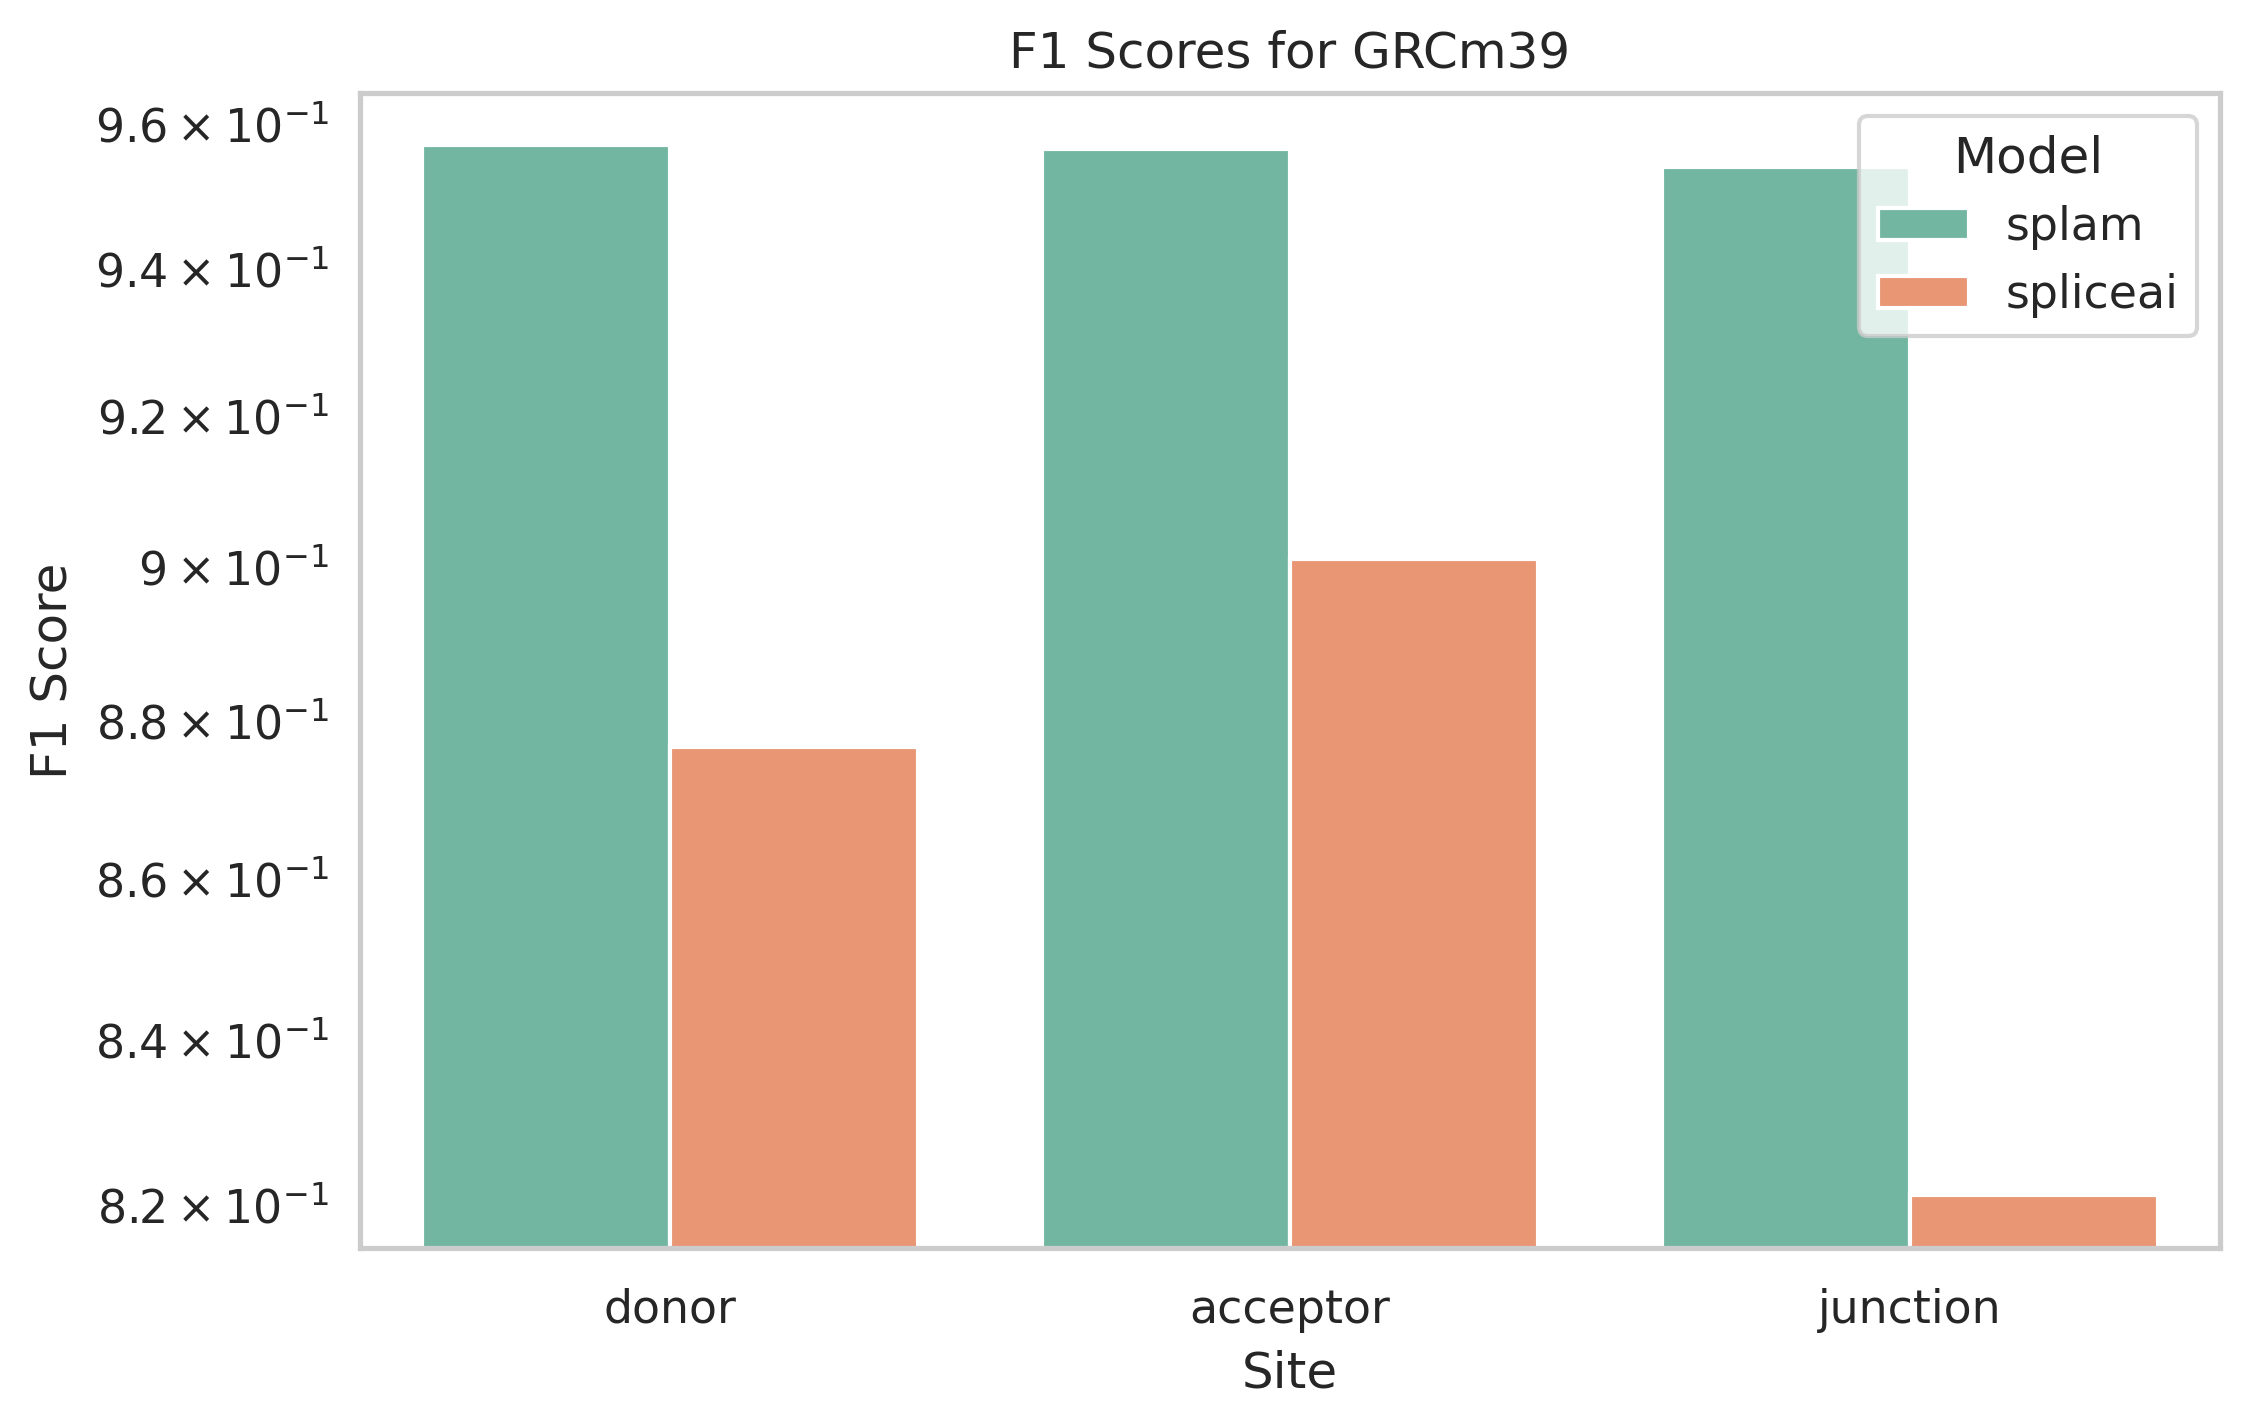 F1 Scores for GRCm39
9.6 × 10⁻¹
9.4 × 10⁻¹
9.2 × 10⁻¹
9 × 10⁻¹
8.8 × 10⁻¹
8.6 × 10⁻¹
8.4 × 10⁻¹
8.2 × 10⁻¹
F1 Score
Model
splam
spliceai
donor
acceptor
junction
Site